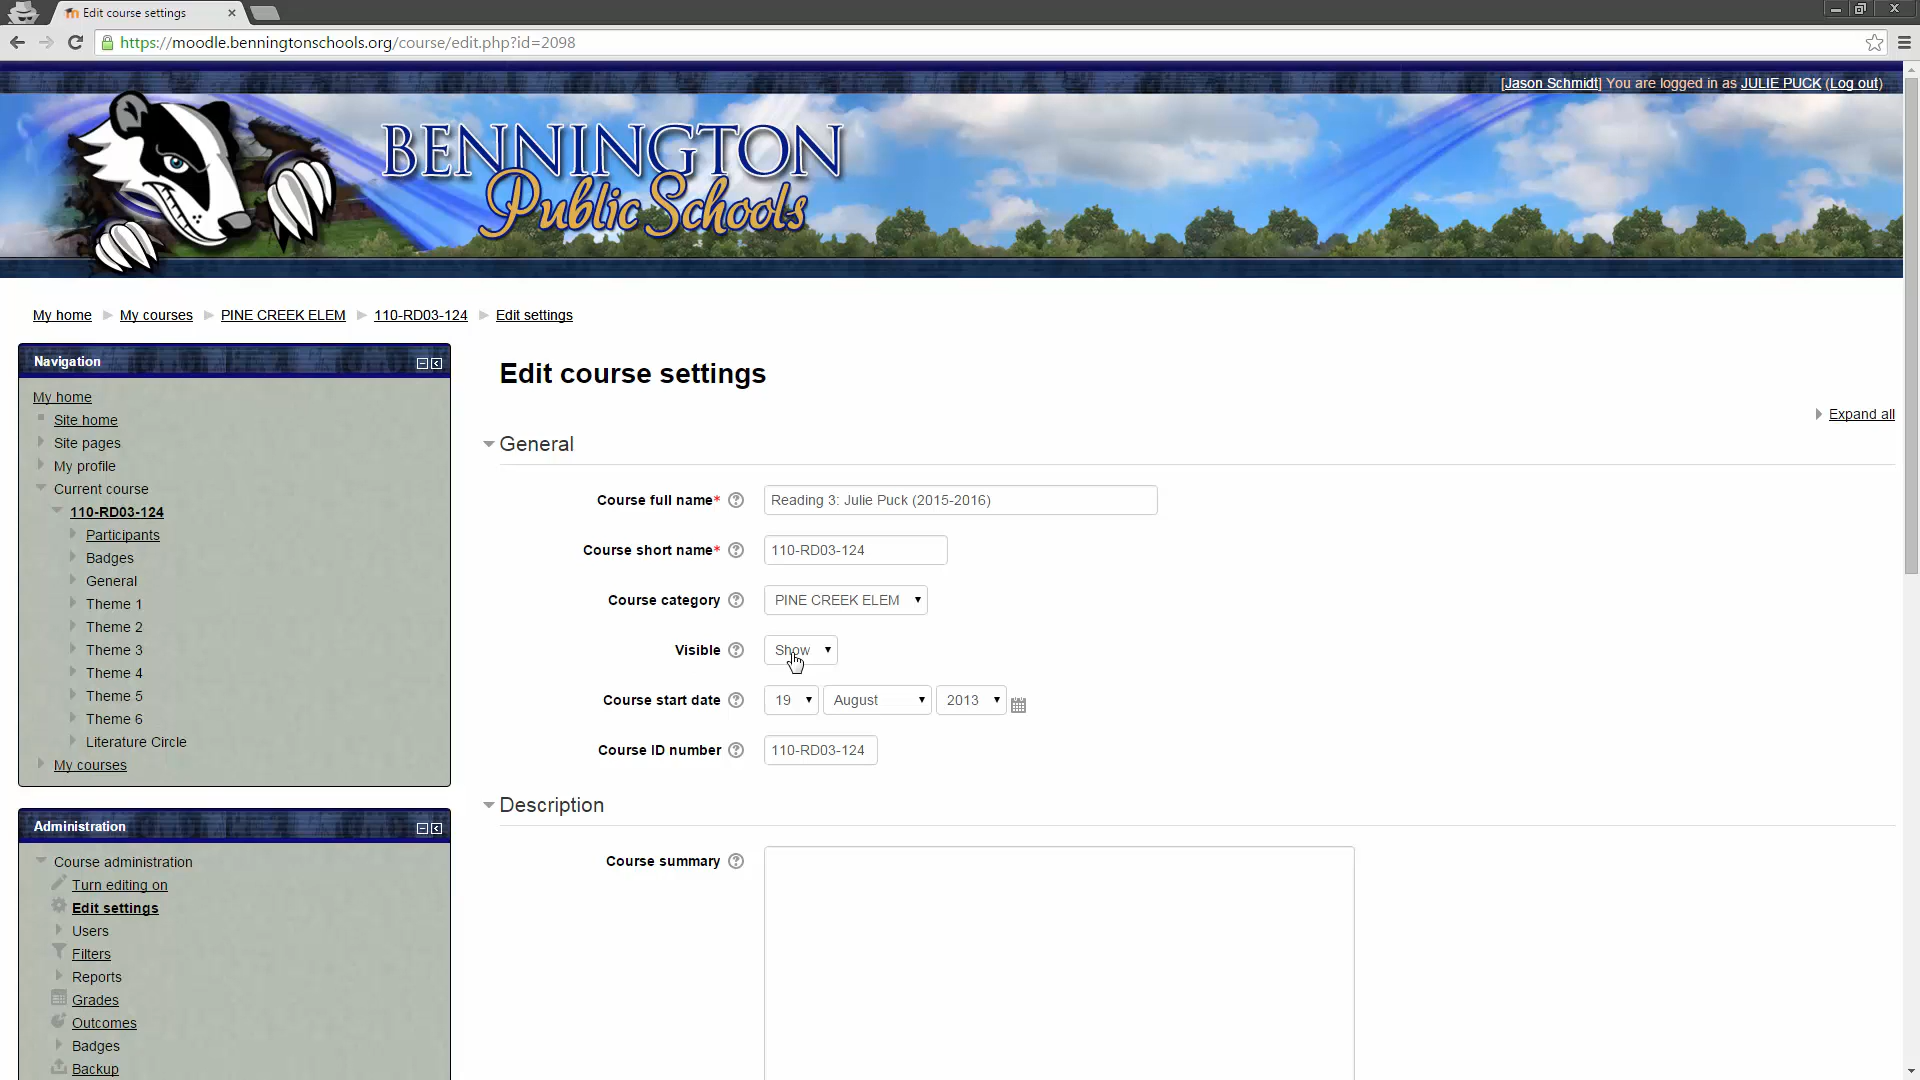 Edit course settings
https://moodle.benningtonschools.org/course/edit.php?id=2098
[Jason Schmidt] You are logged in as JULIE PUCK (Log out)
BENNINGTON
Public Schools
My home My courses PINE CREEK ELEM 110-RD03-124 Edit settings
Navigation
My home
Site home
Site pages
My profile
Current course
110-RD03-124
Participants
Badges
General
Theme 1
Theme 2
Theme 3
Theme 4
Theme 5
Theme 6
Literature Circle
My courses
Administration
Course administration
Turn editing on
Edit settings
Users
Filters
Reports
Grades
Outcomes
Badges
Backup
Edit course settings
Expand all
General
Course full name* Reading 3: Julie Puck (2015-2016)
Course short name* 110-RD03-124
Course category PINE CREEK ELEM
Visible Show
Course start date 19 August 2013
Course ID number 110-RD03-124
Description
Course summary